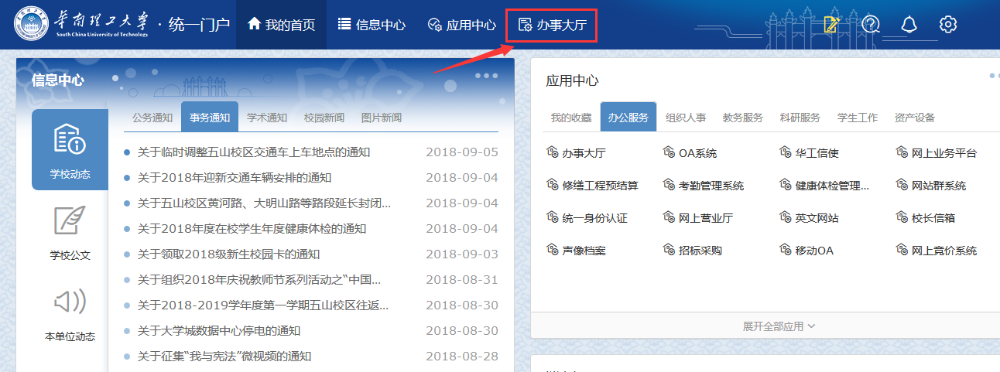 華南理工大学 · 统一门户
South China University of Technology
我的首页 信息中心 应用中心 办事大厅
信息中心
公务通知 事务通知 学术通知 校园新闻 图片新闻
学校动态
学校公文
本单位动态
关于临时调整五山校区交通车上车地点的通知 2018-09-05
关于2018年迎新交通车辆安排的通知 2018-09-04
关于五山校区黄河路、大明山路等路段延长封闭... 2018-09-04
关于2018年度在校学生年度健康体检的通知 2018-09-04
关于领取2018级新生校园卡的通知 2018-09-03
关于组织2018年庆祝教师节系列活动之“中国... 2018-08-31
关于2018-2019学年度第一学期五山校区往返... 2018-08-30
关于大学城数据中心停电的通知 2018-08-30
关于征集“我与宪法”微视频的通知 2018-08-28
应用中心
我的收藏 办公服务 组织人事 教务服务 科研服务 学生工作 资产设备
办事大厅 OA系统 华工信使 网上业务平台
修缮工程预结算 考勤管理系统 健康体检管理... 网站群系统
统一身份认证 网上营业厅 英文网站 校长信箱
声像档案 招标采购 移动OA 网上竞价系统
展开全部应用